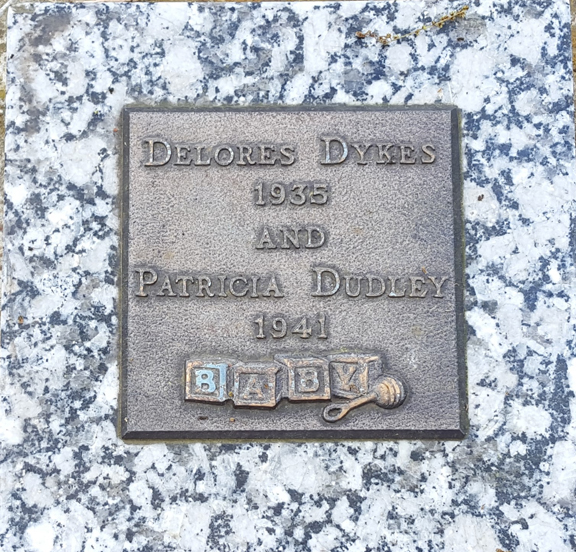 DELORES DYKES
1935
AND
PATRICIA DUDLEY
1941
BABY